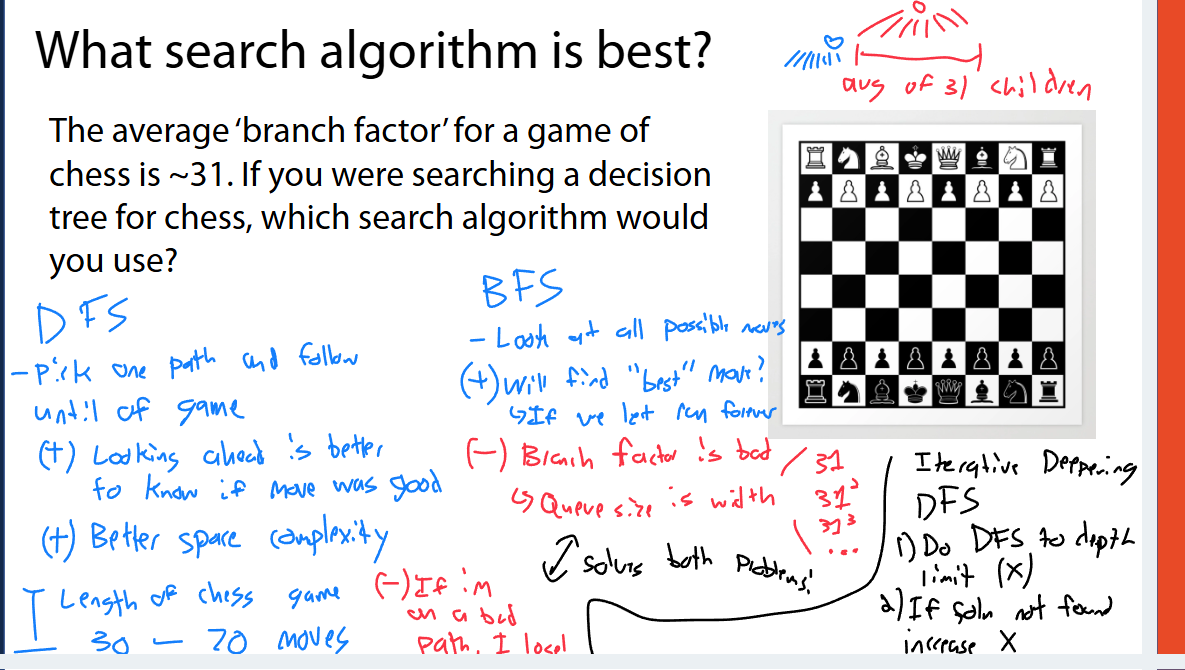 What search algorithm is best?
avg of 31 children
The average ‘branch factor’ for a game of
chess is ~31. If you were searching a decision
tree for chess, which search algorithm would
you use?
DFS
- Pick one path and follow
until of game
(+) Looking ahead is better
to know if move was good
(+) Better space complexity
Length of chess game
30 - 70 moves
(-) If im
on a bad
path, I lose!
BFS
- Look at all possible moves
(+) Will find "best" move?
↳ If we let run forever
(-) Branch factor is bad
↳ Queue size is width
31
31²
31³
...
solves both problems!
Iterative Deepening
DFS
1) Do DFS to depth
limit (x)
2) If soln not found
increase X